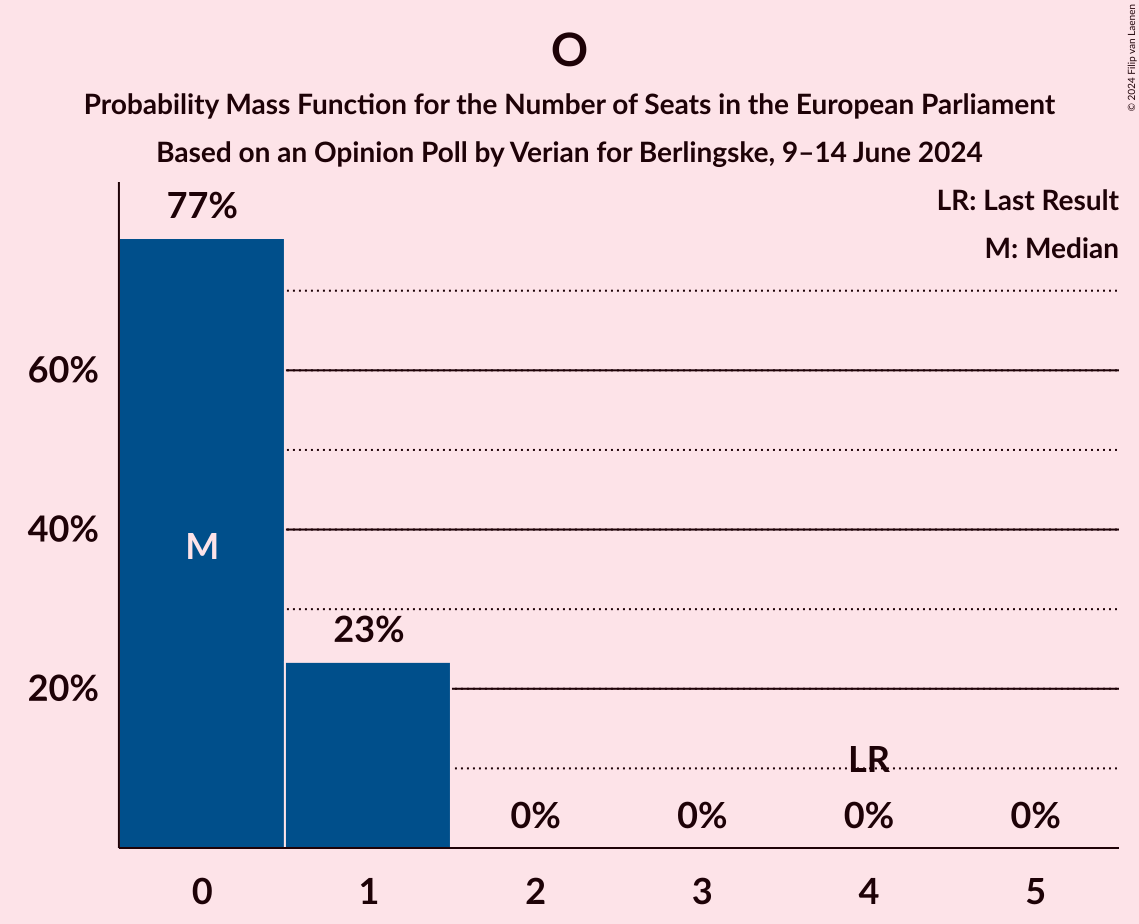 O
Probability Mass Function for the Number of Seats in the European Parliament
Based on an Opinion Poll by Verian for Berlingske, 9–14 June 2024
© 2024 Filip van Laenen
LR: Last Result
M: Median
77%
60%
40%
M
23%
20%
LR
0% 0% 0% 0%
0 1 2 3 4 5